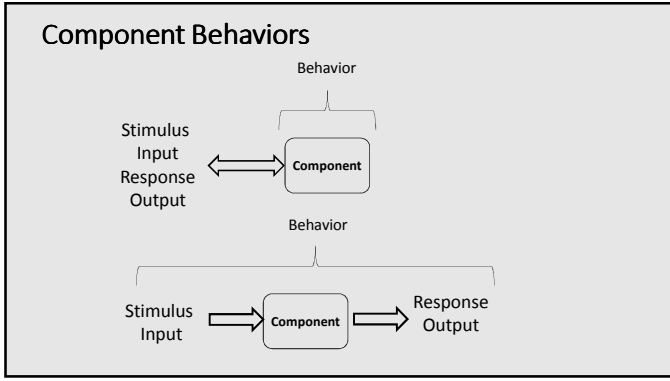 Component Behaviors
Behavior
Stimulus
Input
Response
Output
Component
Behavior
Stimulus
Input
Component
Response
Output